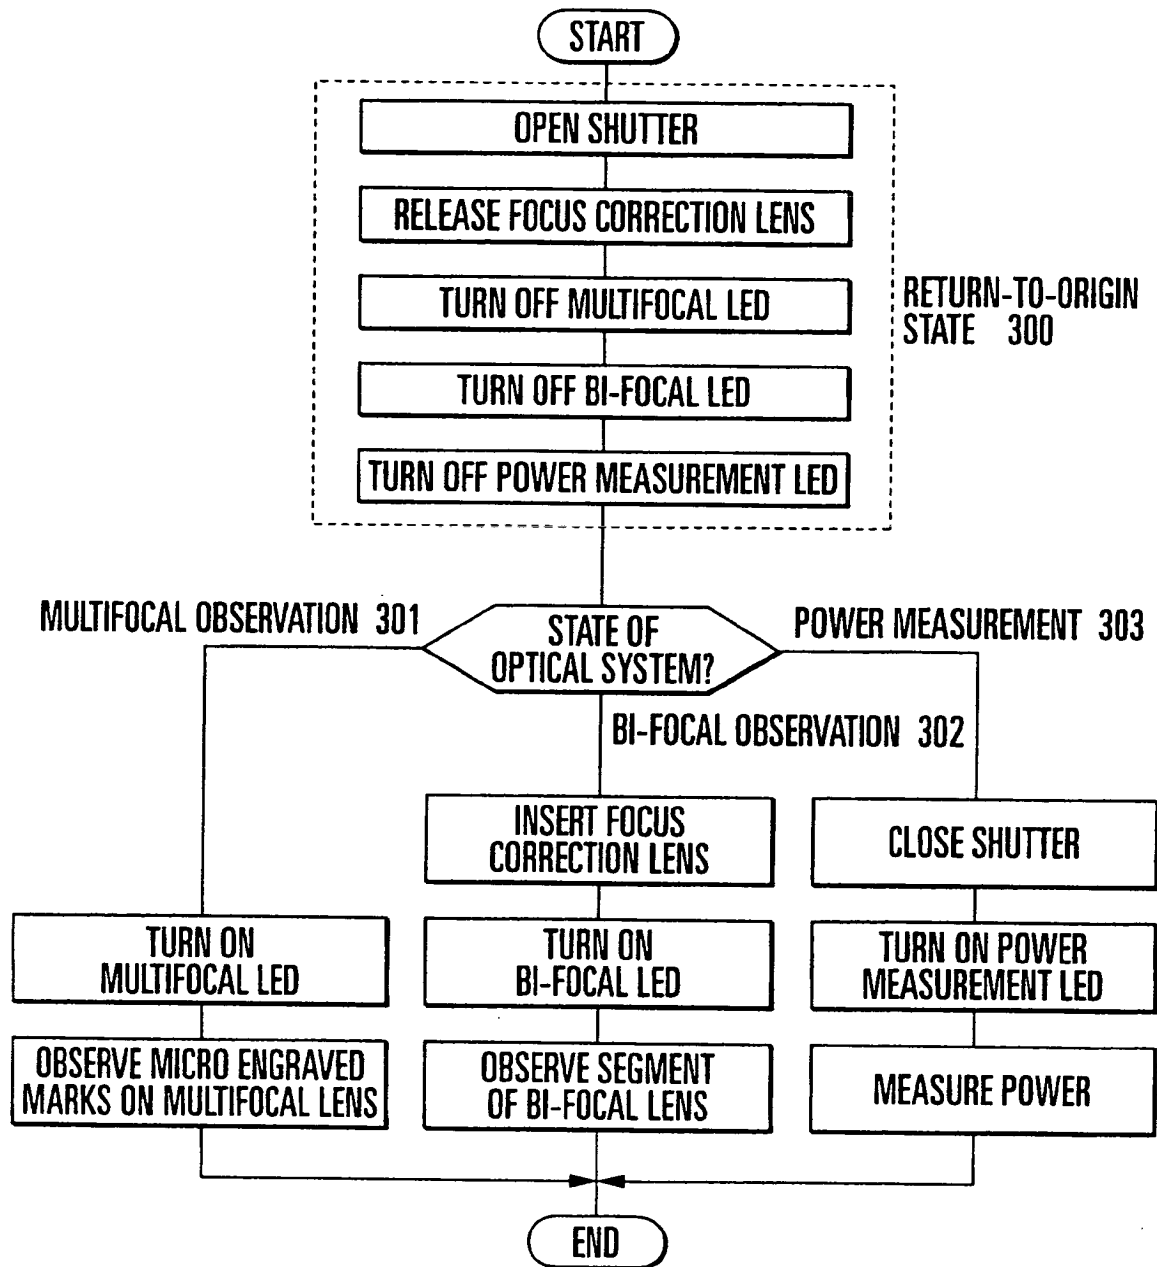 START
OPEN SHUTTER
RELEASE FOCUS CORRECTION LENS
TURN OFF MULTIFOCAL LED
TURN OFF BI-FOCAL LED
TURN OFF POWER MEASUREMENT LED
RETURN-TO-ORIGIN
STATE 300
MULTIFOCAL OBSERVATION 301
STATE OF
OPTICAL SYSTEM?
POWER MEASUREMENT 303
BI-FOCAL OBSERVATION 302
TURN ON
MULTIFOCAL LED
OBSERVE MICRO ENGRAVED
MARKS ON MULTIFOCAL LENS
INSERT FOCUS
CORRECTION LENS
TURN ON
BI-FOCAL LED
OBSERVE SEGMENT
OF BI-FOCAL LENS
CLOSE SHUTTER
TURN ON POWER
MEASUREMENT LED
MEASURE POWER
END